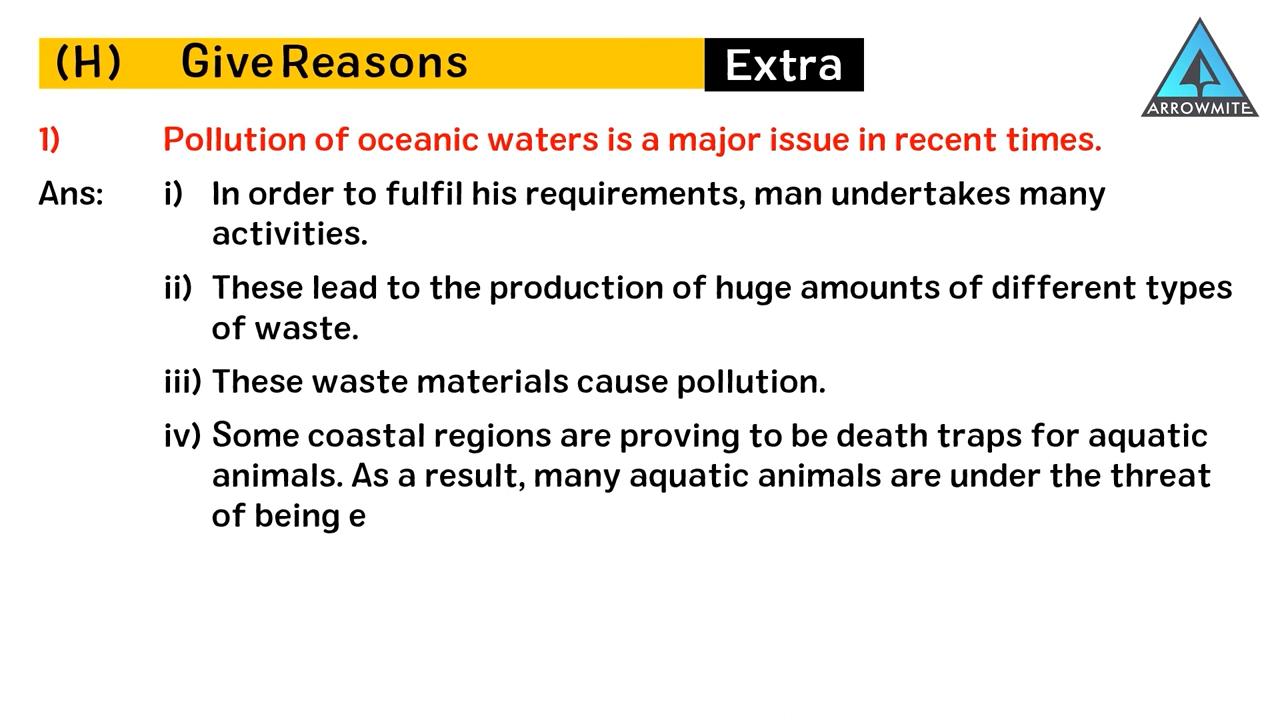 (H) Give Reasons Extra
ARROWMITE
1) Pollution of oceanic waters is a major issue in recent times.
Ans: i) In order to fulfil his requirements, man undertakes many
activities.
ii) These lead to the production of huge amounts of different types
of waste.
iii) These waste materials cause pollution.
iv) Some coastal regions are proving to be death traps for aquatic
animals. As a result, many aquatic animals are under the threat
of being e